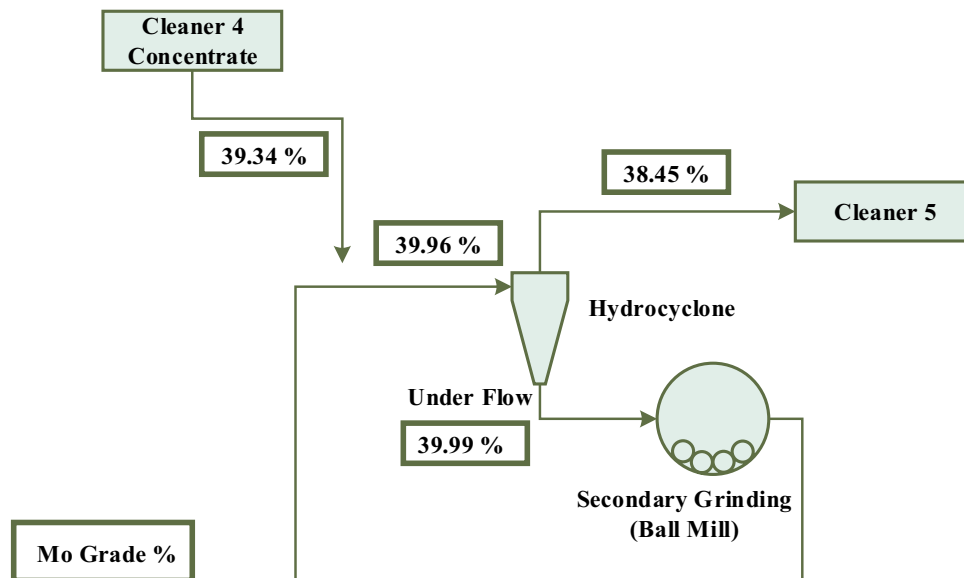 Cleaner 4
Concentrate
39.34 %
38.45 %
Cleaner 5
39.96 %
Hydrocyclone
Under Flow
39.99 %
Secondary Grinding
(Ball Mill)
Mo Grade %